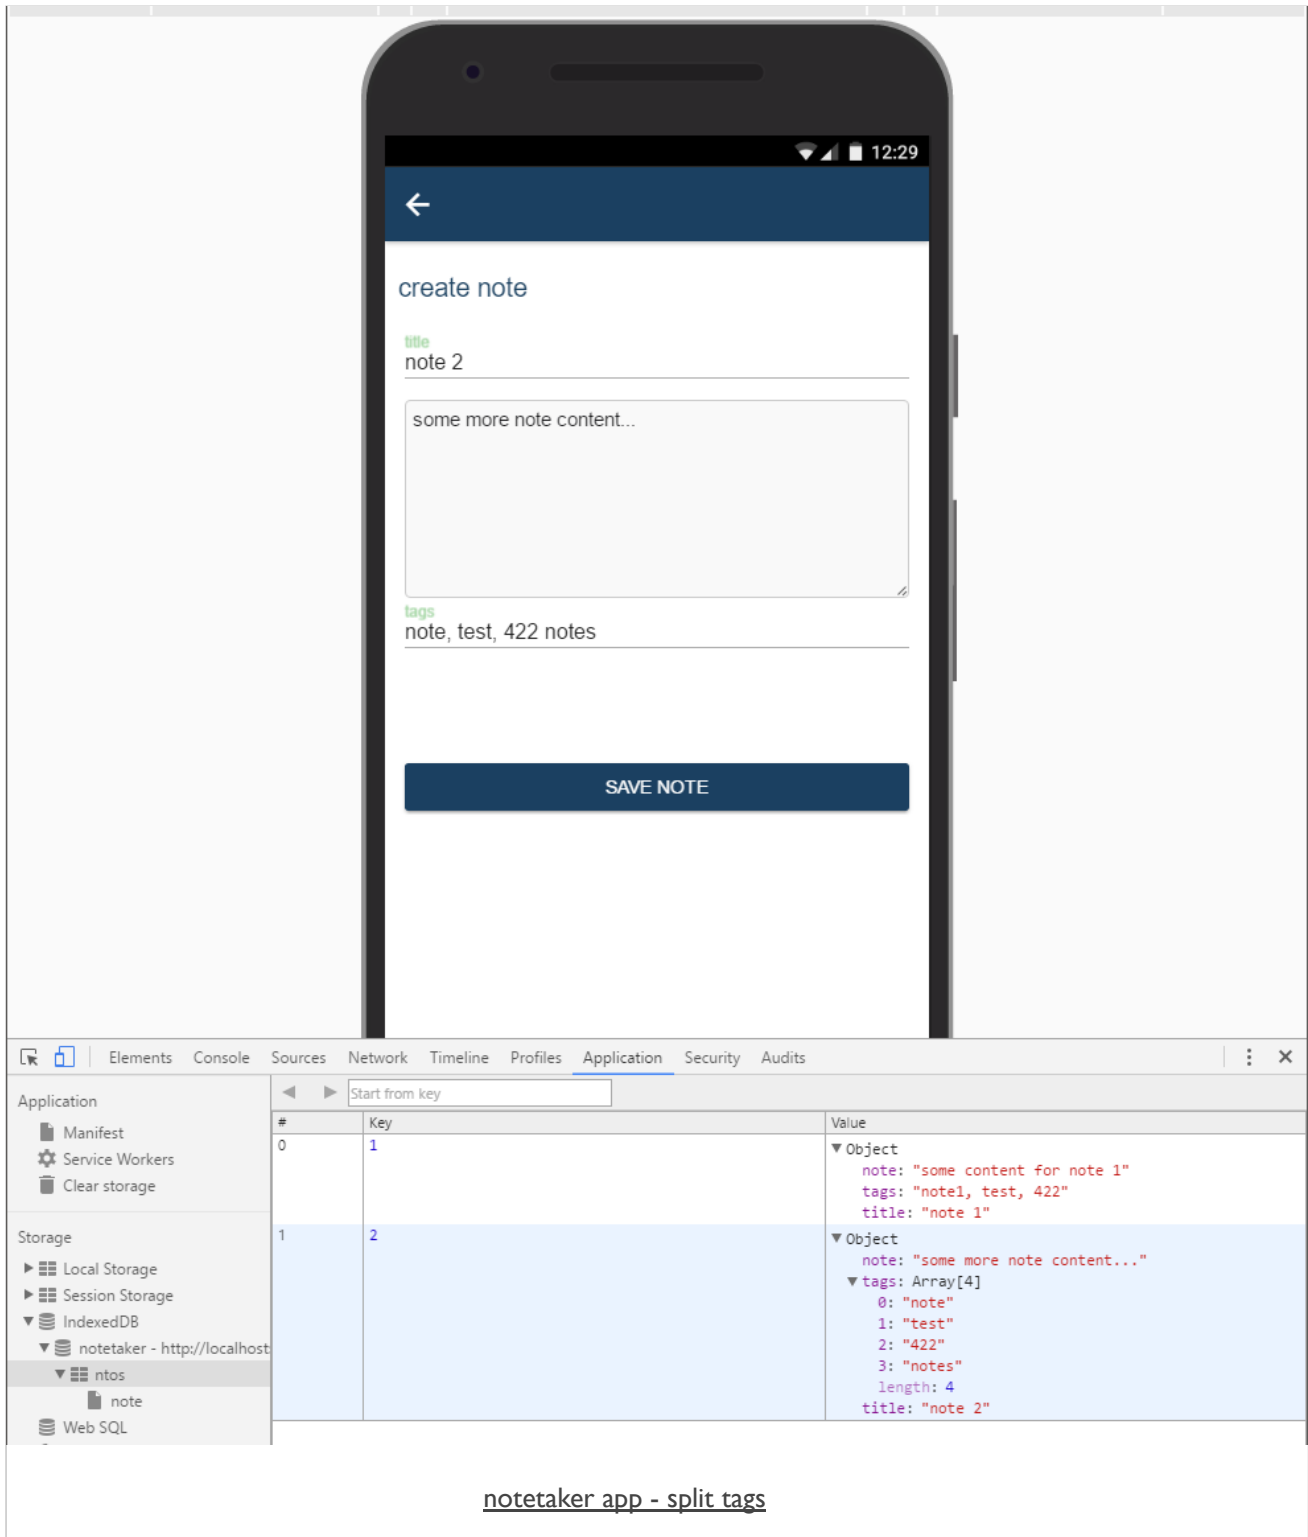 12:29
create note
title
note 2
some more note content...
tags
note, test, 422 notes
SAVE NOTE
Elements Console Sources Network Timeline Profiles Application Security Audits
Application
Manifest
Service Workers
Clear storage
Storage
Local Storage
Session Storage
IndexedDB
notetaker - http://localhost
ntos
note
Web SQL
Start from key
# Key Value
0 1 Object
note: "some content for note 1"
tags: "note1, test, 422"
title: "note 1"
1 2 Object
note: "some more note content..."
tags: Array[4]
0: "note"
1: "test"
2: "422"
3: "notes"
length: 4
title: "note 2"
notetaker app - split tags